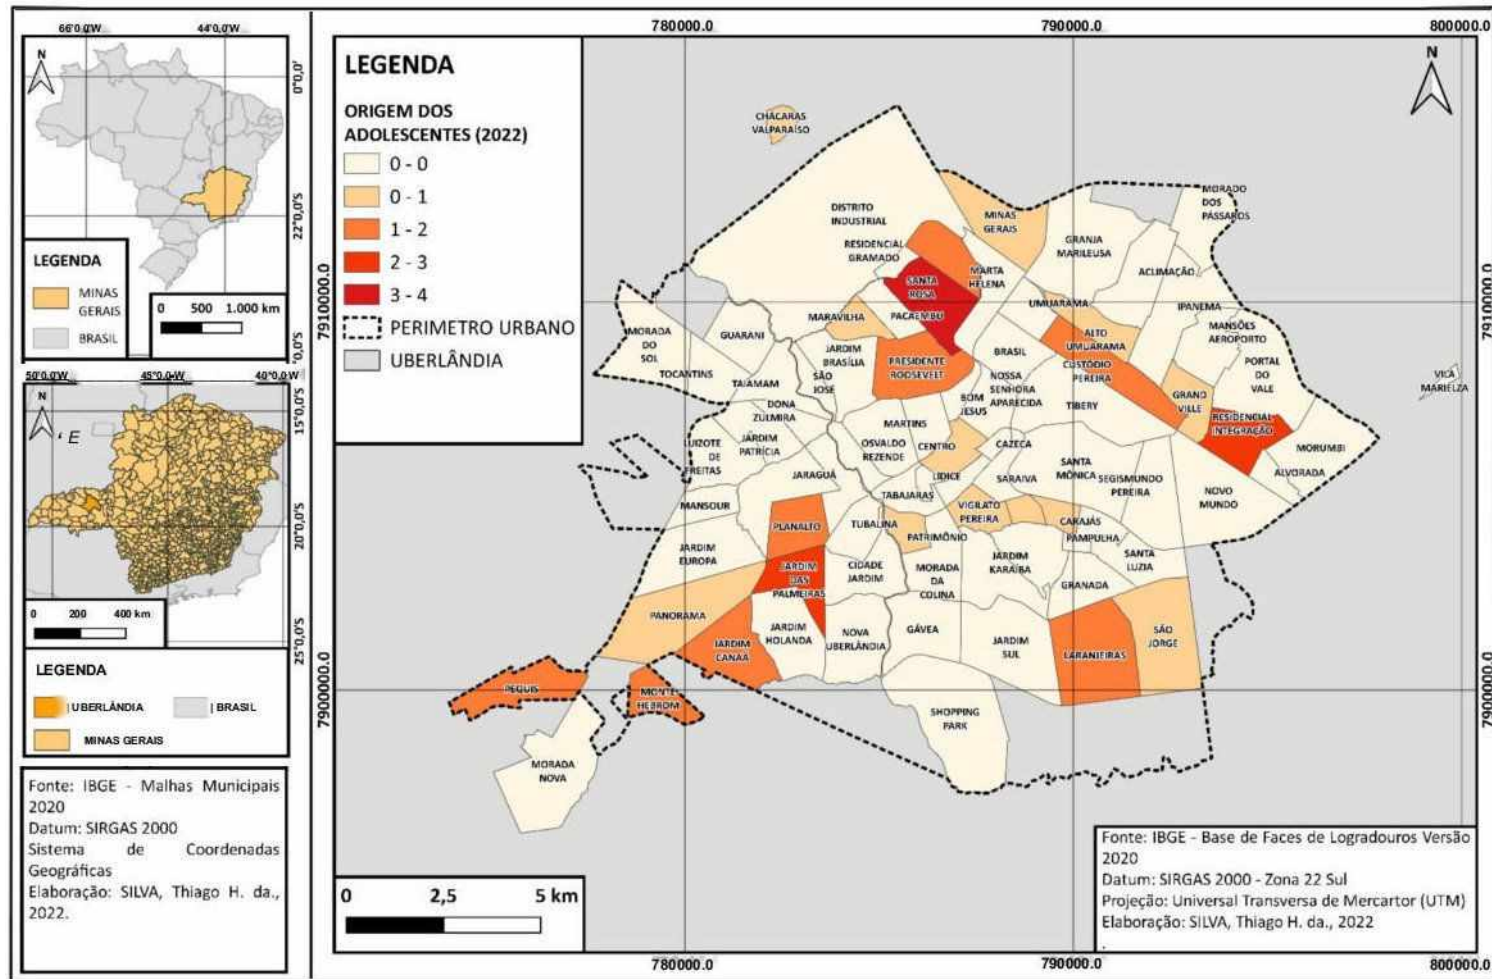 66°0.0'W
44°0.0'W
N
0°0,0'
22°0,0'S
LEGENDA
MINAS
GERAIS
BRASIL
0 500 1.000 km
50°0.0'W
45°0.0'W
40°0.0'W
N
‘ E
15°0,0'S
20°0,0'S
25°0,0'S
0 200 400 km
LEGENDA
| UBERLÂNDIA
| BRASIL
MINAS GERAIS
Fonte: IBGE - Malhas Municipais
2020
Datum: SIRGAS 2000
Sistema de Coordenadas
Geográficas
Elaboração: SILVA, Thiago H. da.,
2022.
780000.0
790000.0
800000.0
LEGENDA
ORIGEM DOS
ADOLESCENTES (2022)
0 - 0
0 - 1
1 - 2
2 - 3
3 - 4
PERIMETRO URBANO
UBERLÂNDIA
N
7910000.0
7910000.0
7900000.0
7900000.0
CHÁCARAS
VALPARAÍSO
MORADO
DOS
PÁSSAROS
DISTRITO
INDUSTRIAL
MINAS
GERAIS
RESIDENCIAL
GRAMADO
GRANJA
MARILEUSA
MARTA
HELENA
ACLIMAÇÃO
SANTA
ROSA
UMUARAMA
IPANEMA
MARAVILHA
PACAEMBU
MANSÕES
AEROPORTO
MORADA
DO
SOL
GUARANI
ALTO
UMUARAMA
JARDIM
BRASÍLIA
BRASIL
PRESIDENTE
ROOSEVELT
CUSTÓDIO
PEREIRA
PORTAL
DO
VALE
VILA
MARIELZA
TOCANTINS
TAIAMAM
SÃO
JOSÉ
NOSSA
SENHORA
APARECIDA
BOM
JESUS
TIBERY
GRAND
VILLE
DONA
ZULMIRA
MARTINS
RESIDENCIAL
INTEGRAÇÃO
LUIZOTE
DE
FREITAS
JARDIM
PATRÍCIA
OSVALDO
REZENDE
CENTRO
CAZECA
MORUMBI
JARAGUÁ
LÍDICE
SARAIVA
SANTA
MÔNICA
SEGISMUNDO
PEREIRA
ALVORADA
NOVO
MUNDO
MANSOUR
TABAJARAS
VIGILATO
PEREIRA
PLANALTO
TUBALINA
PATRIMÔNIO
CARAJÁS
PAMPULHA
JARDIM
EUROPA
JARDIM
DAS
PALMEIRAS
CIDADE
JARDIM
MORADA
DA
COLINA
JARDIM
KARAÍBA
SANTA
LUZIA
GRANADA
PANORAMA
JARDIM
HOLANDA
NOVA
UBERLÂNDIA
GÁVEA
JARDIM
SUL
SÃO
JORGE
JARDIM
CANAÃ
LARANJEIRAS
PEQUIS
MONTE
HEBROM
SHOPPING
PARK
MORADA
NOVA
0 2,5 5 km
Fonte: IBGE - Base de Faces de Logradouros Versão
2020
Datum: SIRGAS 2000 - Zona 22 Sul
Projeção: Universal Transversa de Mercartor (UTM)
Elaboração: SILVA, Thiago H. da., 2022
.
780000.0
790000.0
800000.0